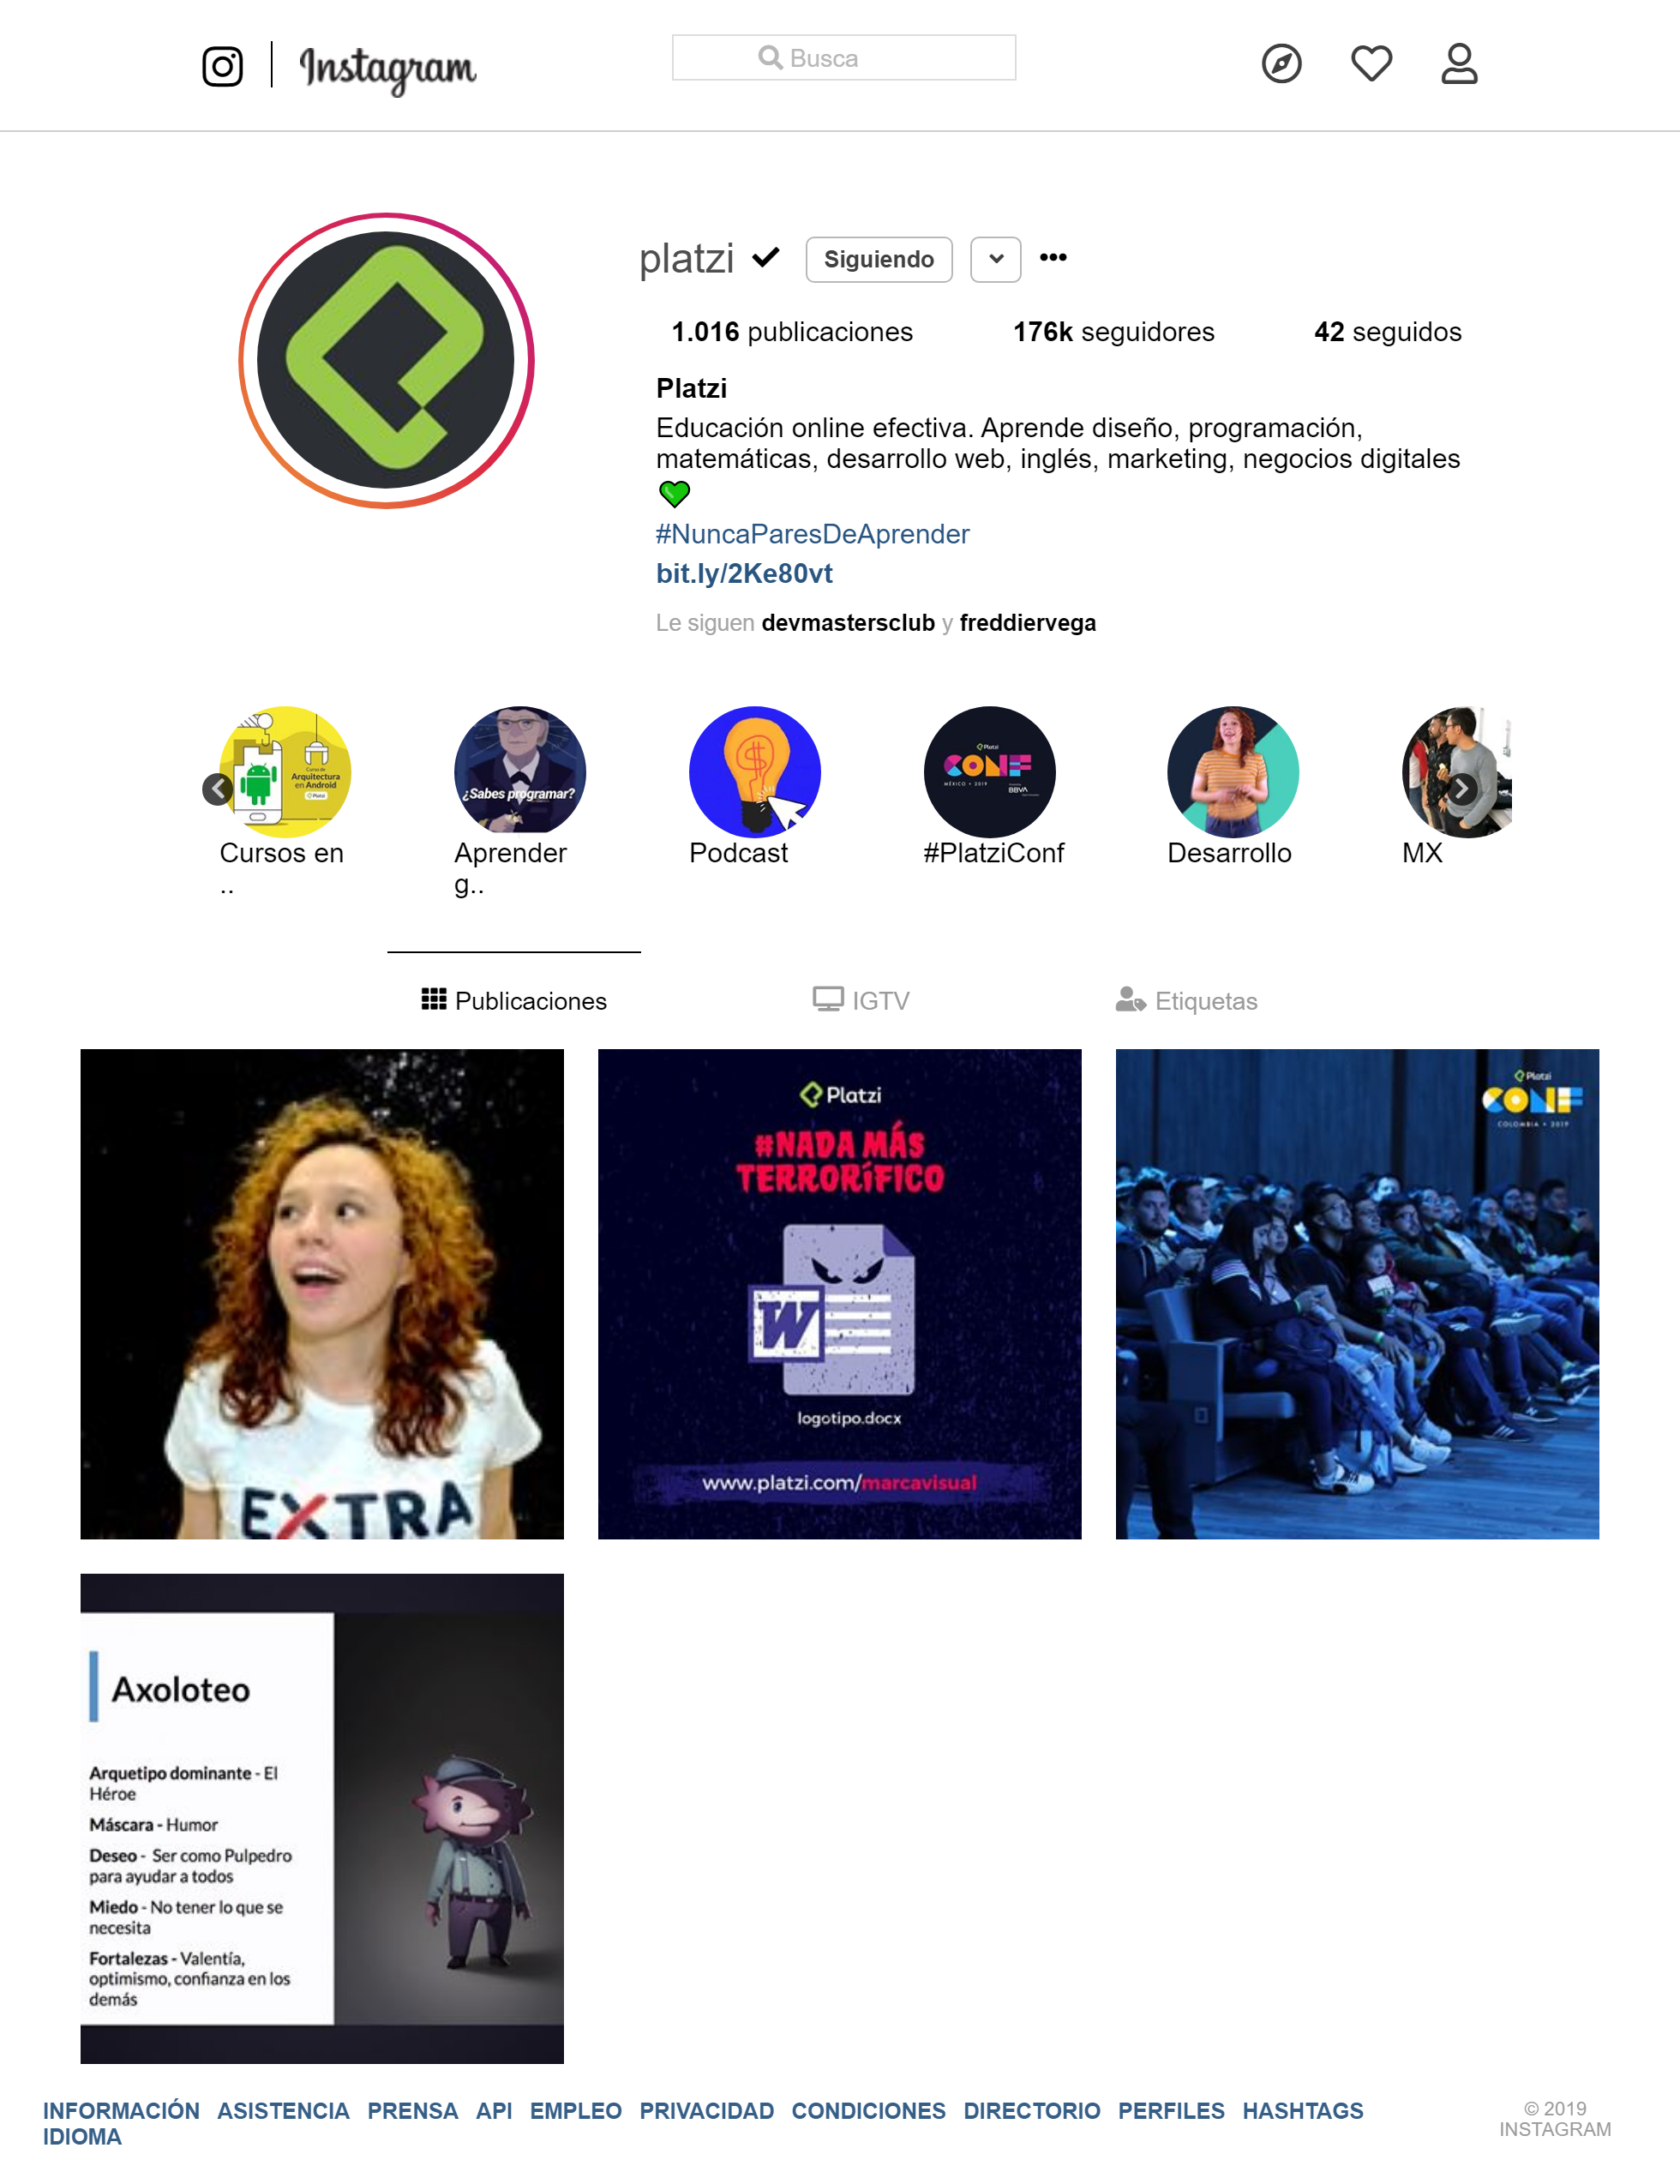 Instagram
Busca
platzi
Siguiendo
1.016 publicaciones
176k seguidores
42 seguidos
Platzi
Educación online efectiva. Aprende diseño, programación,
matemáticas, desarrollo web, inglés, marketing, negocios digitales
#NuncaParesDeAprender
bit.ly/2Ke80vt
Le siguen devmastersclub y freddiervega
Curso de
Arquitectura
en Android
Platzi
¿Sabes programar?
Platzi
CONF
MÉXICO • 2019
BBVA
Cursos en
..
Aprender
g..
Podcast
#PlatziConf
Desarrollo
MX
Publicaciones
IGTV
Etiquetas
EXTRA
Platzi
#NADA MÁS
TERRORÍFICO
W
logotipo.docx
www.platzi.com/marcavisual
Platzi
CONF
COLOMBIA • 2019
Axoloteo
Arquetipo dominante - El
Héroe
Máscara - Humor
Deseo - Ser como Pulpedro
para ayudar a todos
Miedo - No tener lo que se
necesita
Fortalezas - Valentía,
optimismo, confianza en los
demás
INFORMACIÓN ASISTENCIA PRENSA API EMPLEO PRIVACIDAD CONDICIONES DIRECTORIO PERFILES HASHTAGS
IDIOMA
© 2019
INSTAGRAM